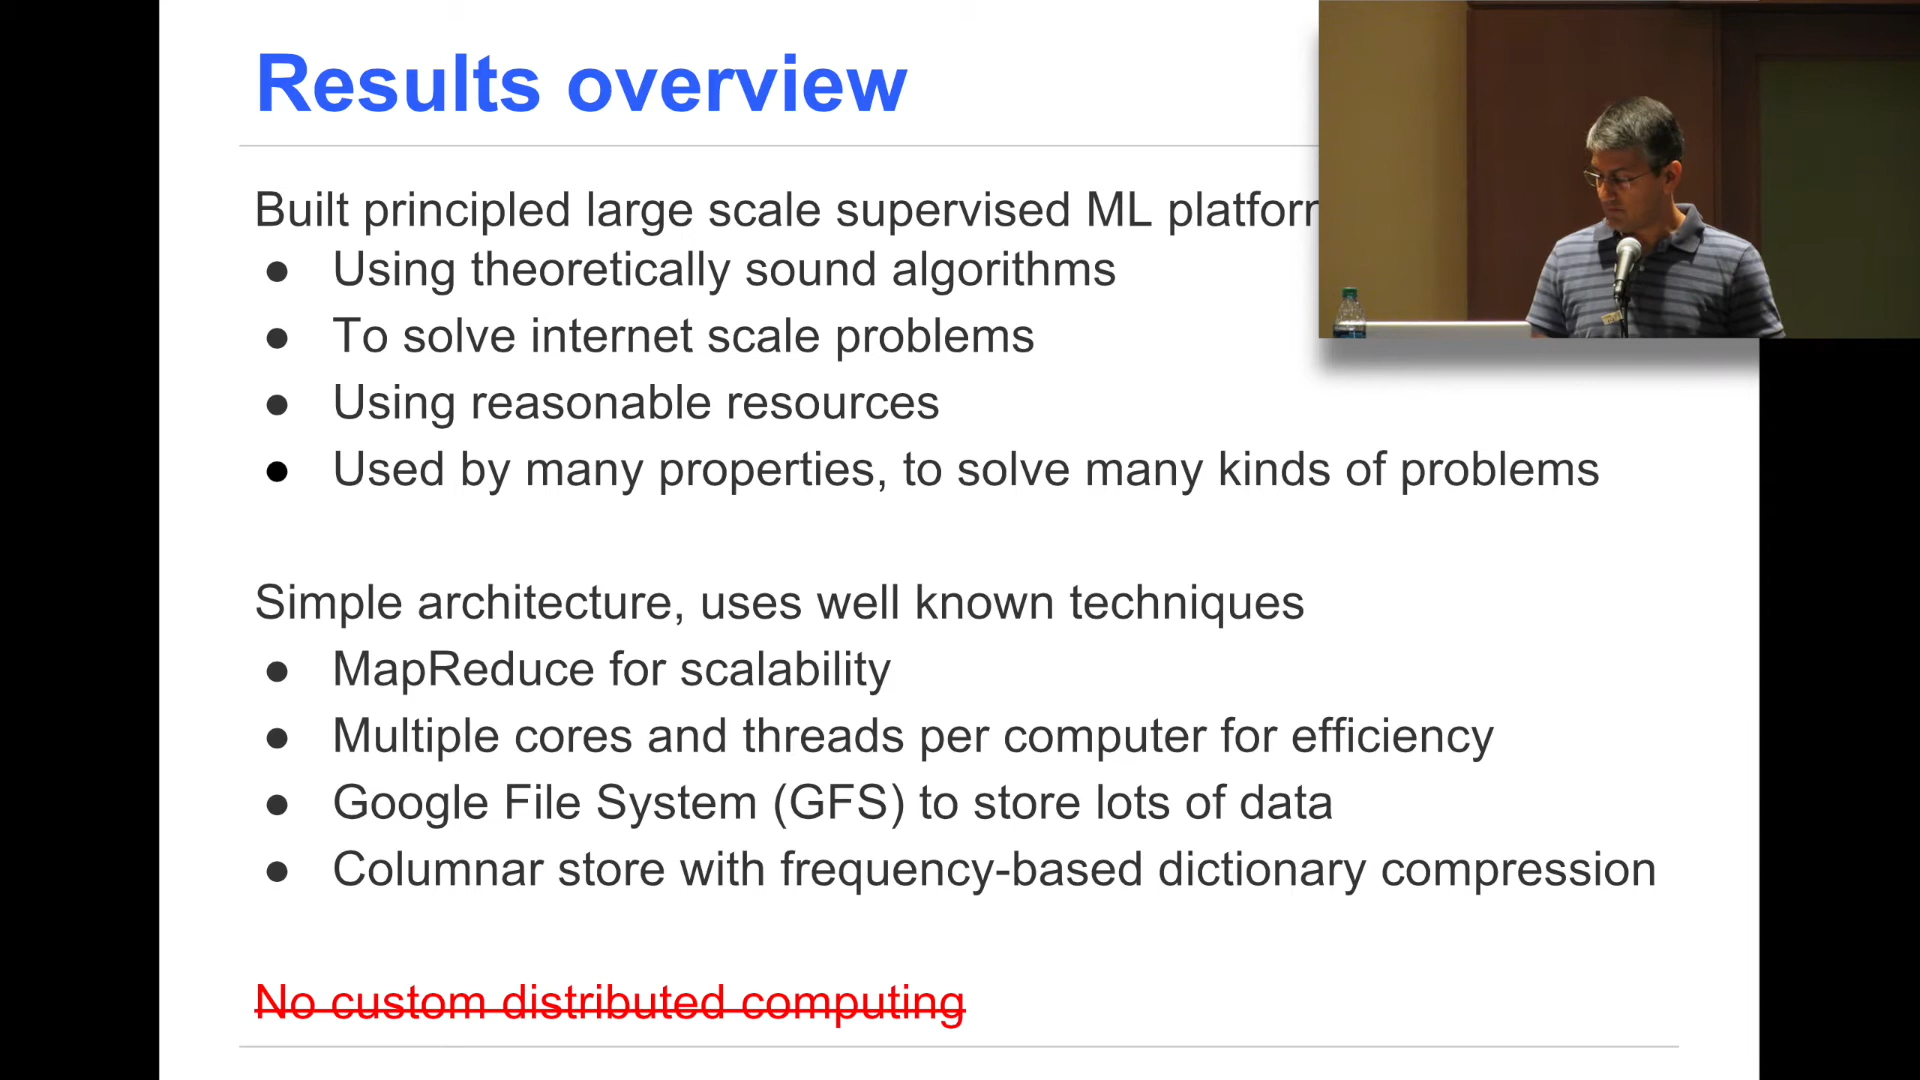 Results overview
Built principled large scale supervised ML platfor
● Using theoretically sound algorithms
● To solve internet scale problems
● Using reasonable resources
● Used by many properties, to solve many kinds of problems
Simple architecture, uses well known techniques
● MapReduce for scalability
● Multiple cores and threads per computer for efficiency
● Google File System (GFS) to store lots of data
● Columnar store with frequency-based dictionary compression
No custom distributed computing